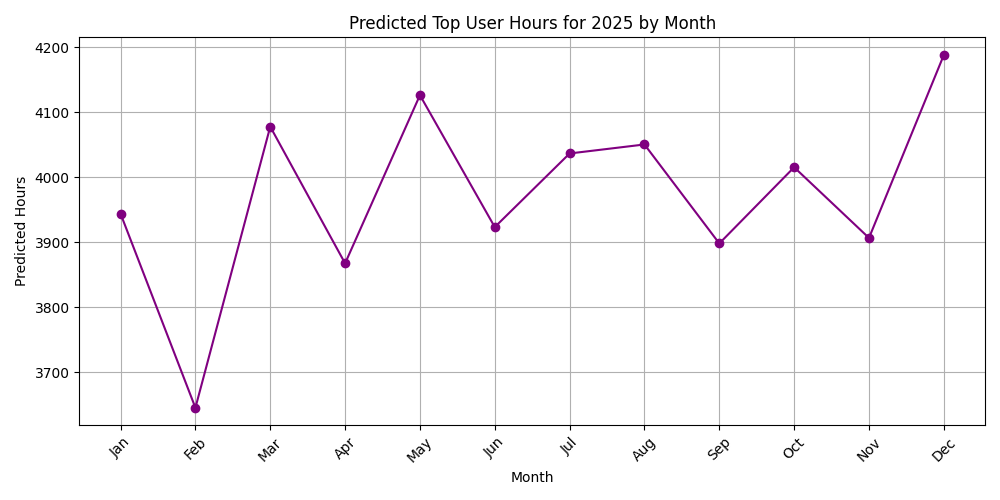 Predicted Top User Hours for 2025 by Month
4200
4100
4000
3900
3800
3700
Predicted Hours
Jan
Feb
Mar
Apr
May
Jun
Jul
Aug
Sep
Oct
Nov
Dec
Month